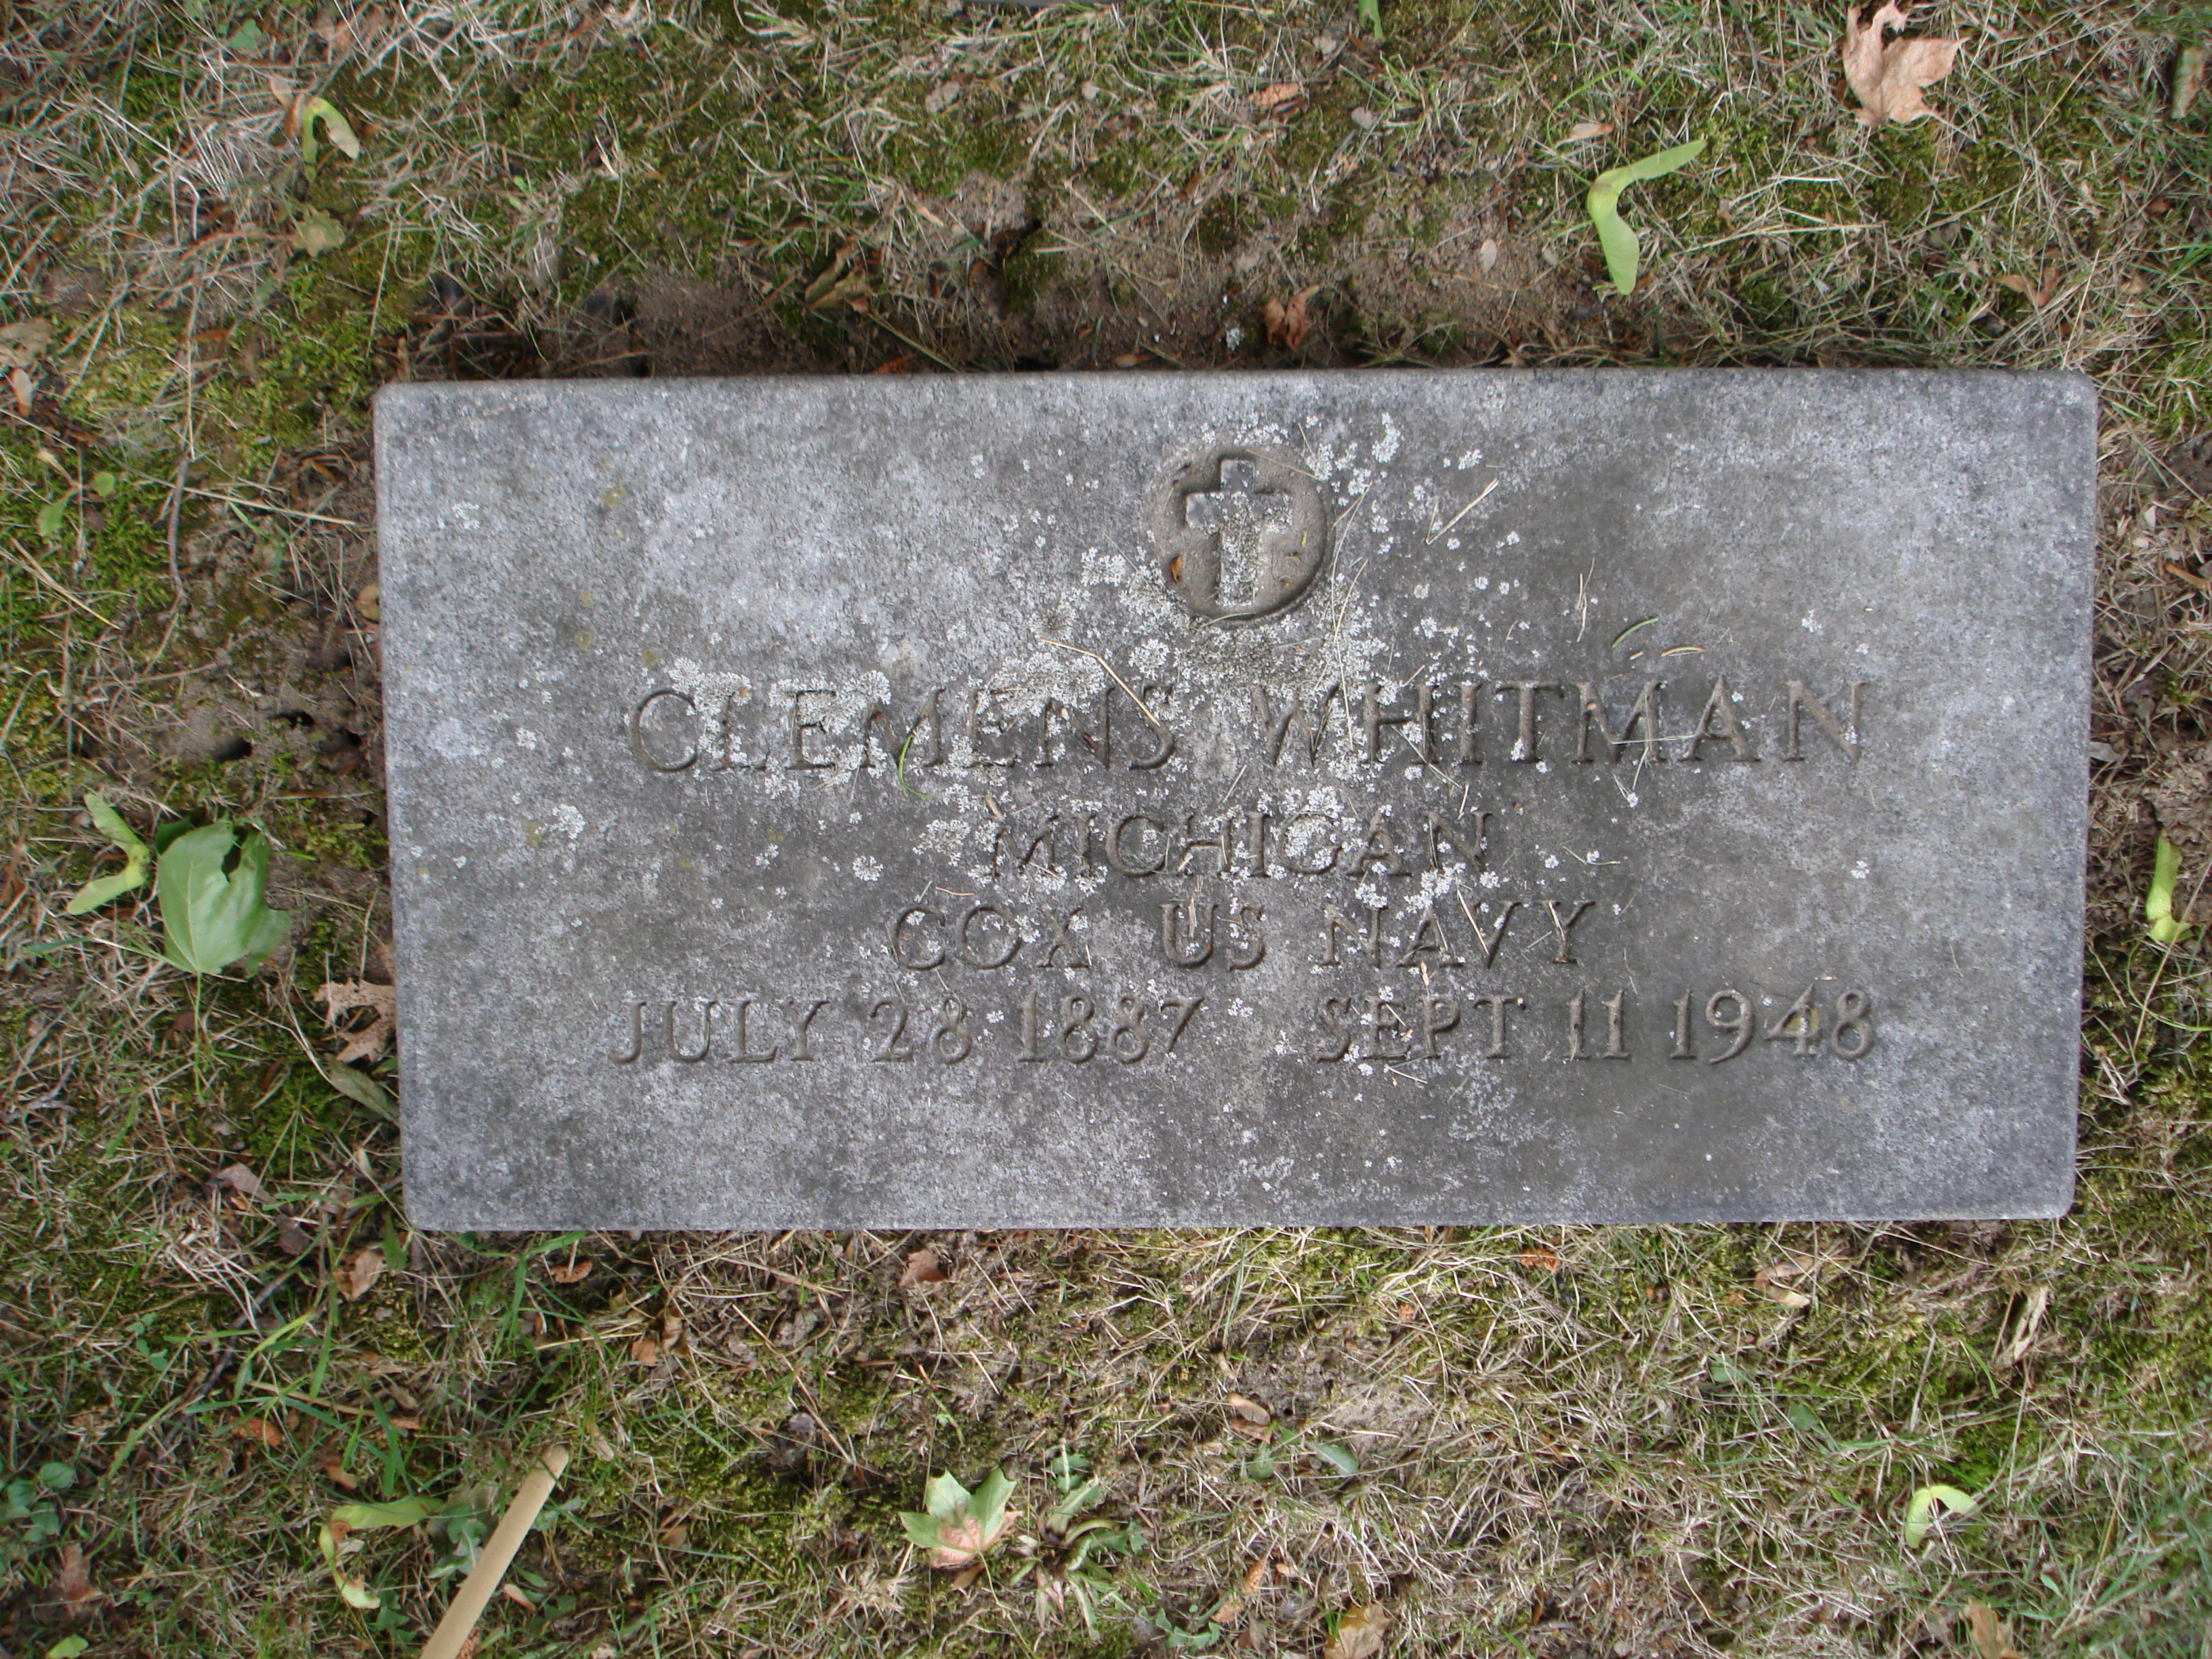 CLEMENS WHITMAN
MICHIGAN
COX US NAVY
JULY 28 1887 SEPT 11 1948